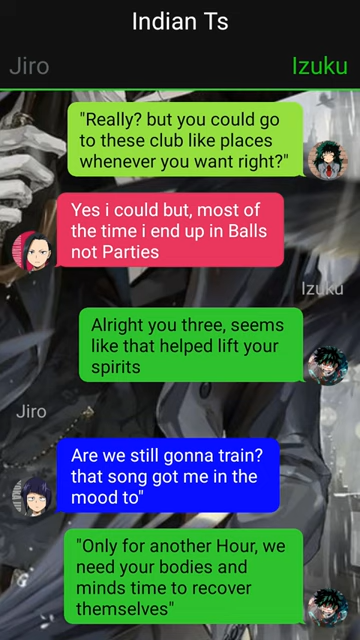 Indian Ts
Jiro
Izuku
"Really? but you could go
to these club like places
whenever you want right?"
Yes i could but, most of
the time i end up in Balls
not Parties
Izuku
Alright you three, seems
like that helped lift your
spirits
Jiro
Are we still gonna train?
that song got me in the
mood to"
"Only for another Hour, we
need your bodies and
minds time to recover
themselves"